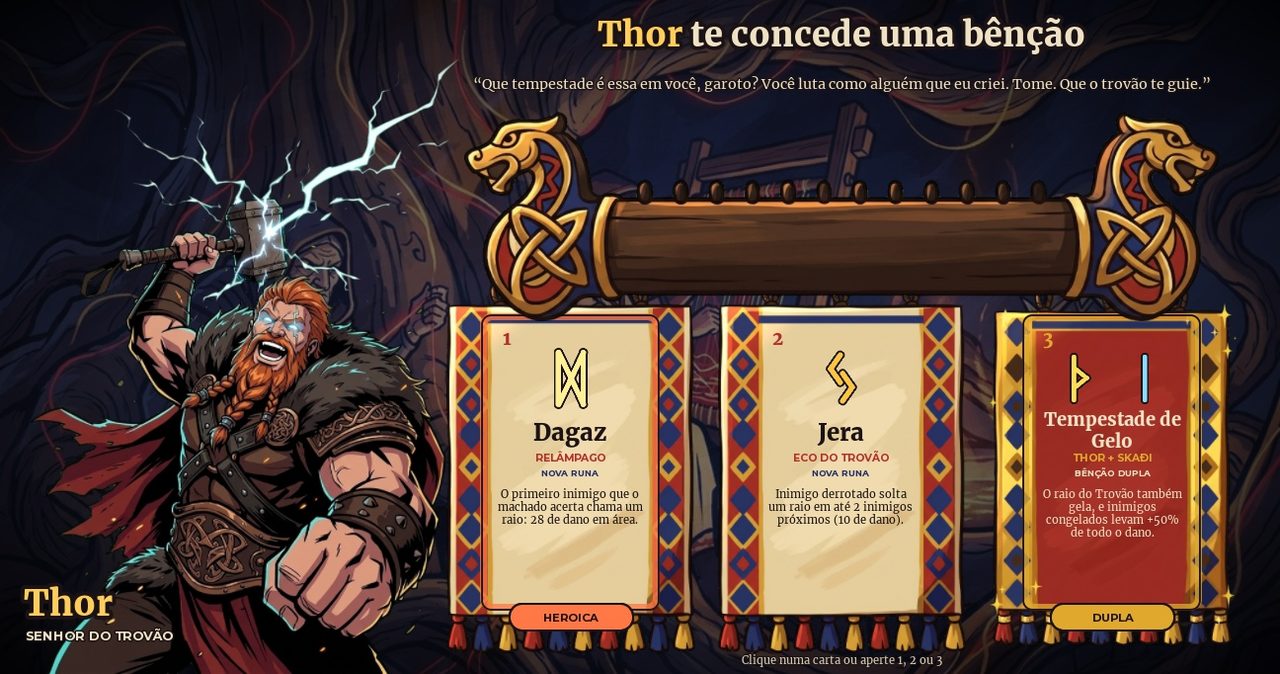 Thor te concede uma bênção
“Que tempestade é essa em você, garoto? Você luta como alguém que eu criei. Tome. Que o trovão te guie.”
1
Dagaz
RELÂMPAGO
NOVA RUNA
O primeiro inimigo que o
machado acerta chama um
raio: 28 de dano em área.
HEROICA
2
Jera
ECO DO TROVÃO
NOVA RUNA
Inimigo derrotado solta
um raio em até 2 inimigos
próximos (10 de dano).
3
Tempestade de
Gelo
THOR + SKAÐI
BÊNÇÃO DUPLA
O raio do Trovão também
gela, e inimigos
congelados levam +50%
de todo o dano.
DUPLA
Thor
SENHOR DO TROVÃO
Clique numa carta ou aperte 1, 2 ou 3